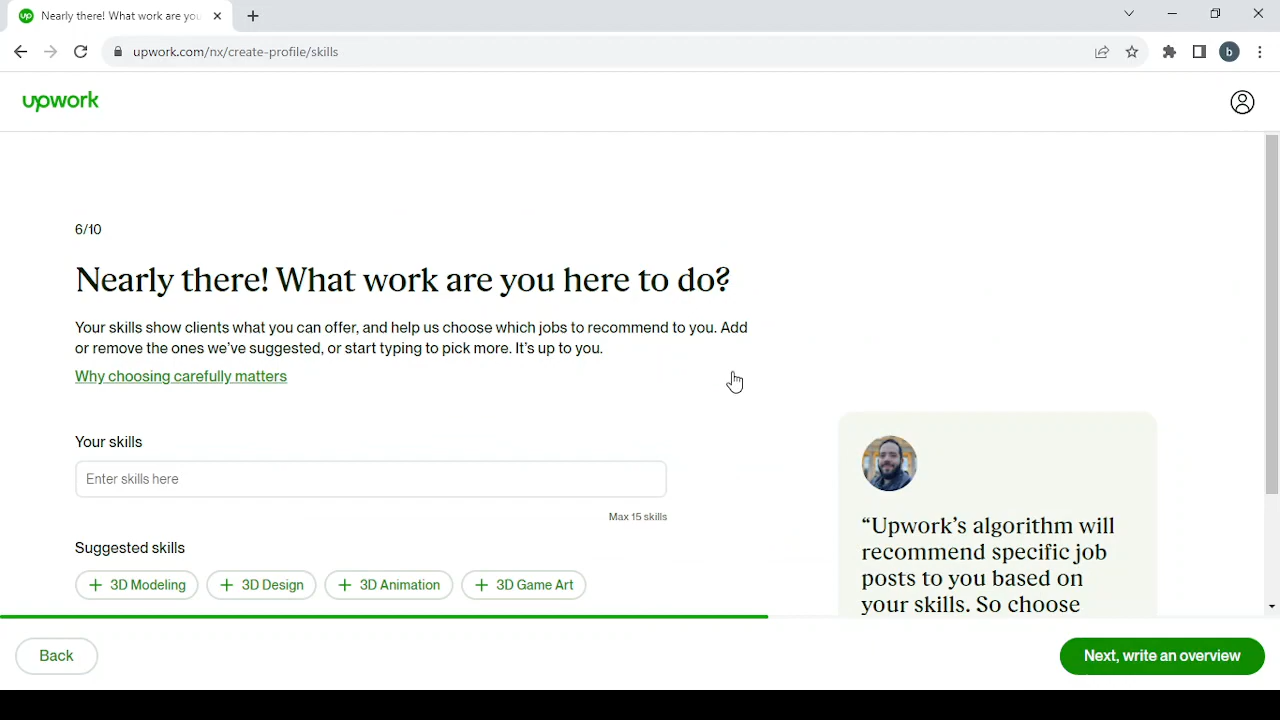 Nearly there! What work are you
upwork.com/nx/create-profile/skills
b
upwork
6/10
Nearly there! What work are you here to do?
Your skills show clients what you can offer, and help us choose which jobs to recommend to you. Add
or remove the ones we've suggested, or start typing to pick more. It's up to you.
Why choosing carefully matters
Your skills
Enter skills here
Max 15 skills
Suggested skills
+ 3D Modeling + 3D Design + 3D Animation + 3D Game Art
“Upwork’s algorithm will
recommend specific job
posts to you based on
your skills. So choose
Back
Next, write an overview